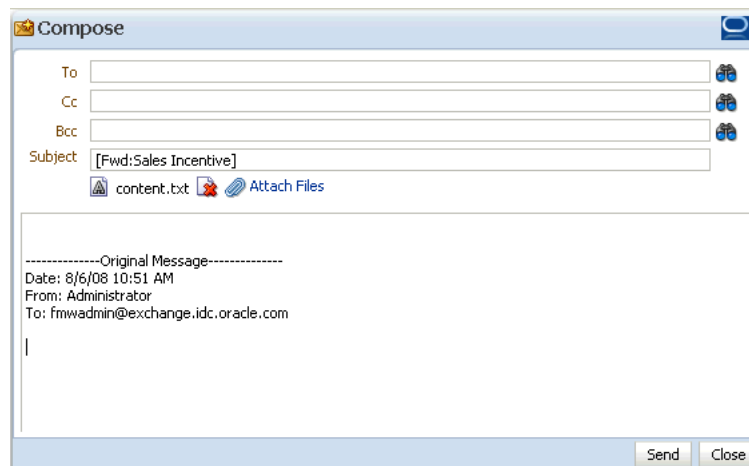 Compose
To
Cc
Bcc
Subject [Fwd:Sales Incentive]
content.txt Attach Files
--------------Original Message--------------
Date: 8/6/08 10:51 AM
From: Administrator
To: fmwadmin@exchange.idc.oracle.com
Send Close